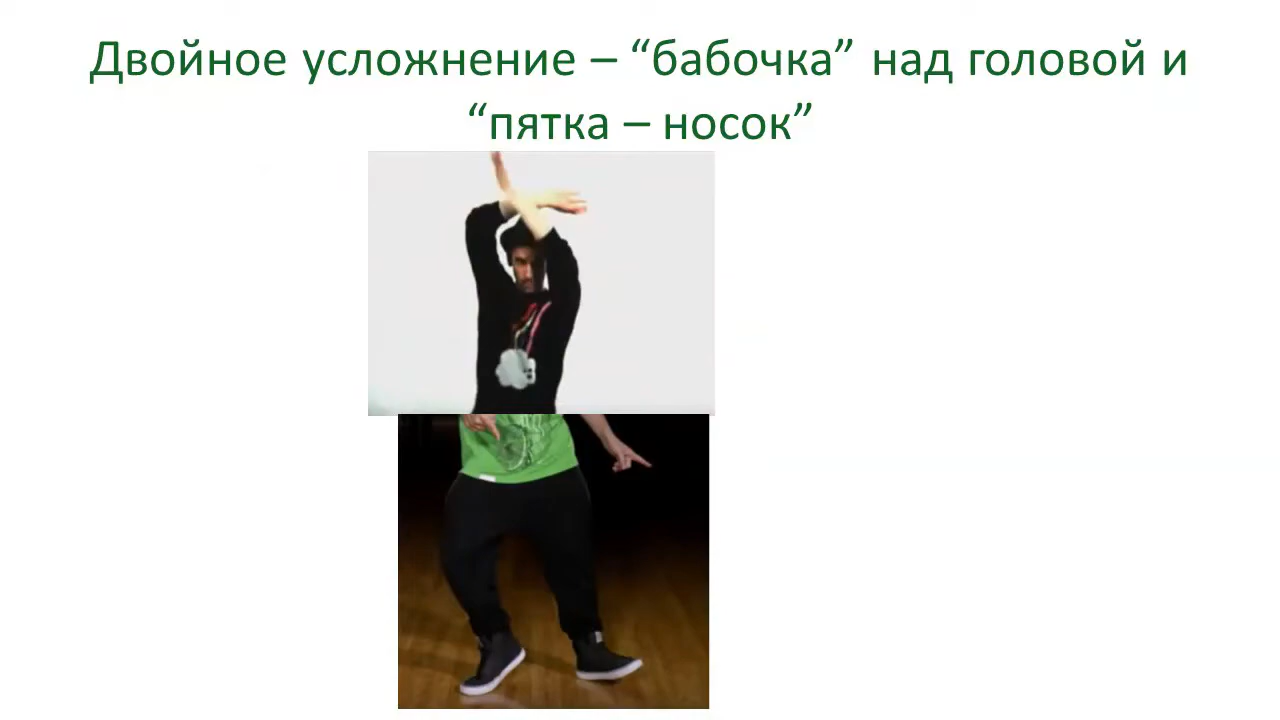 Двойное усложнение – “бабочка” над головой и
“пятка – носок”